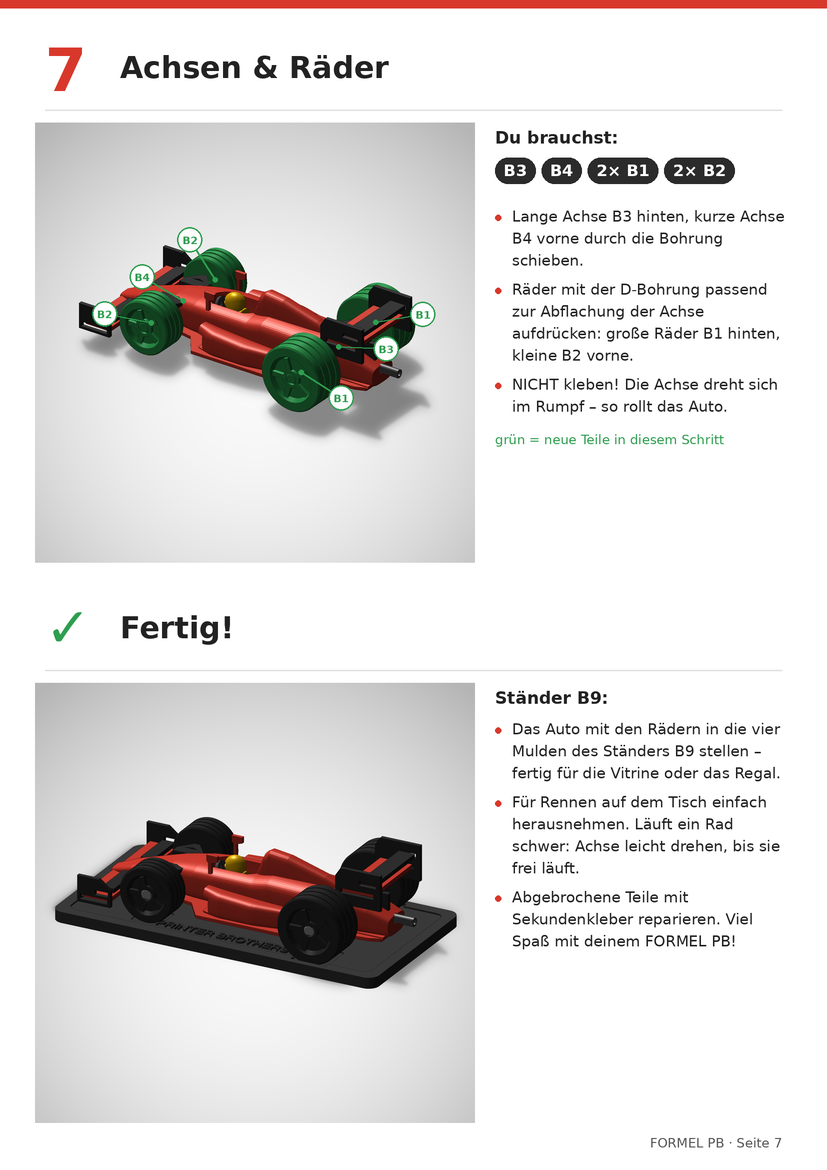 7 Achsen & Räder
B2
B4
B2
B1
B3
B1
Du brauchst:
B3 B4 2× B1 2× B2
• Lange Achse B3 hinten, kurze Achse
B4 vorne durch die Bohrung
schieben.
• Räder mit der D-Bohrung passend
zur Abflachung der Achse
aufdrücken: große Räder B1 hinten,
kleine B2 vorne.
• NICHT kleben! Die Achse dreht sich
im Rumpf – so rollt das Auto.
grün = neue Teile in diesem Schritt
✓ Fertig!
PRINTER BROTHERS
Ständer B9:
• Das Auto mit den Rädern in die vier
Mulden des Ständers B9 stellen –
fertig für die Vitrine oder das Regal.
• Für Rennen auf dem Tisch einfach
herausnehmen. Läuft ein Rad
schwer: Achse leicht drehen, bis sie
frei läuft.
• Abgebrochene Teile mit
Sekundenkleber reparieren. Viel
Spaß mit deinem FORMEL PB!
FORMEL PB · Seite 7